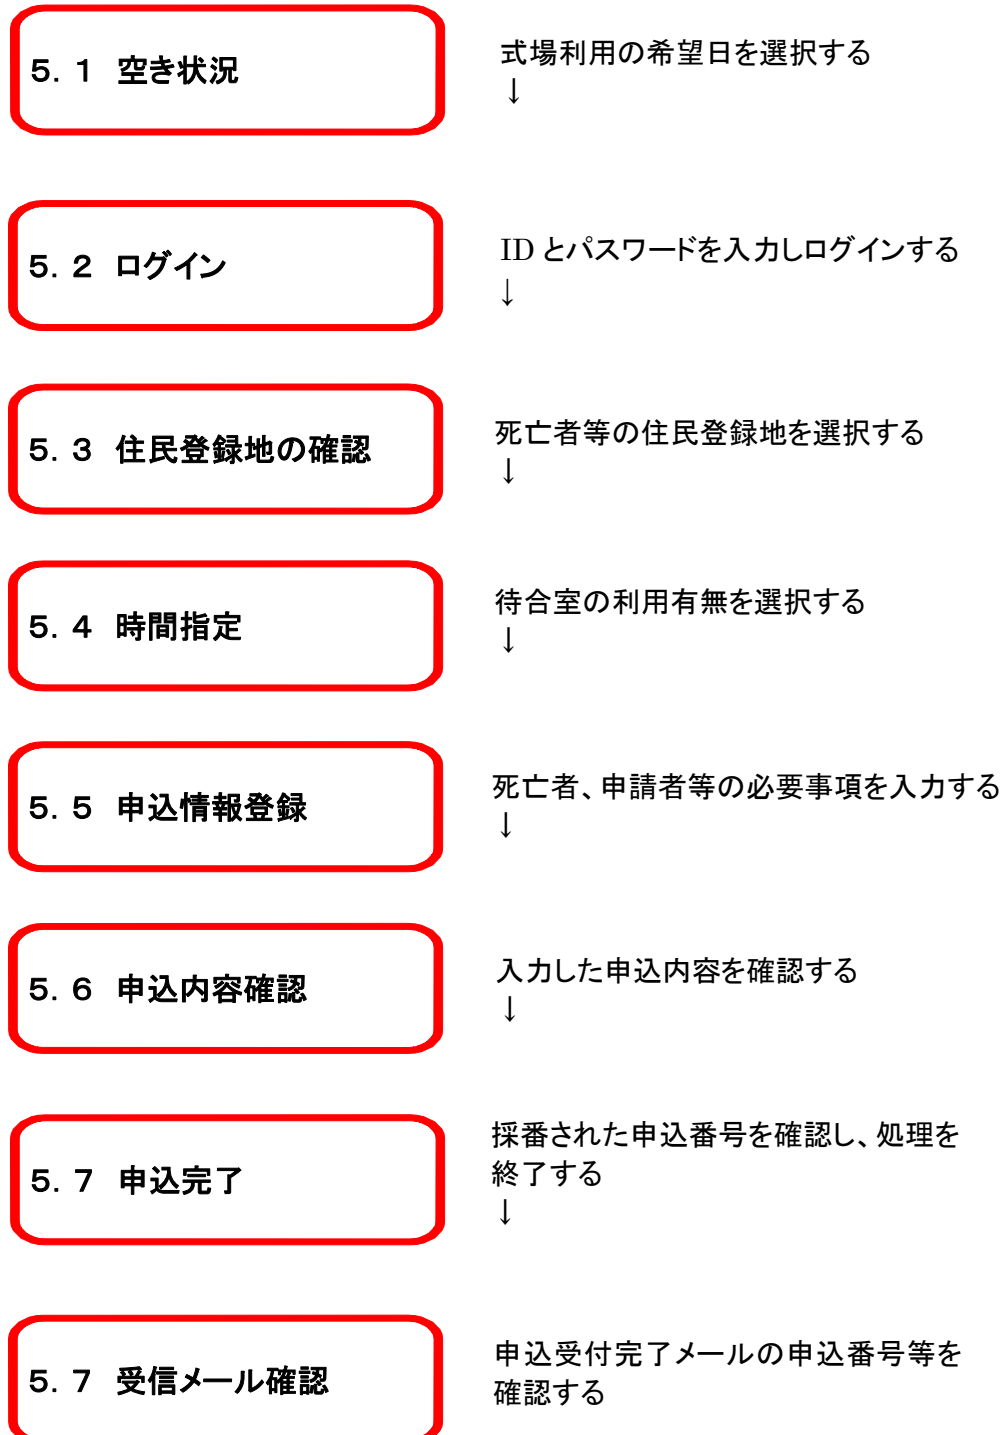 ５．１　空き状況
式場利用の希望日を選択する
↓
５．２　ログイン
ID とパスワードを入力しログインする
↓
５．３　住民登録地の確認
死亡者等の住民登録地を選択する
↓
５．４　時間指定
待合室の利用有無を選択する
↓
５．５　申込情報登録
死亡者、申請者等の必要事項を入力する
↓
５．６　申込内容確認
入力した申込内容を確認する
↓
５．７　申込完了
採番された申込番号を確認し、処理を
終了する
↓
５．７　受信メール確認
申込受付完了メールの申込番号等を
確認する